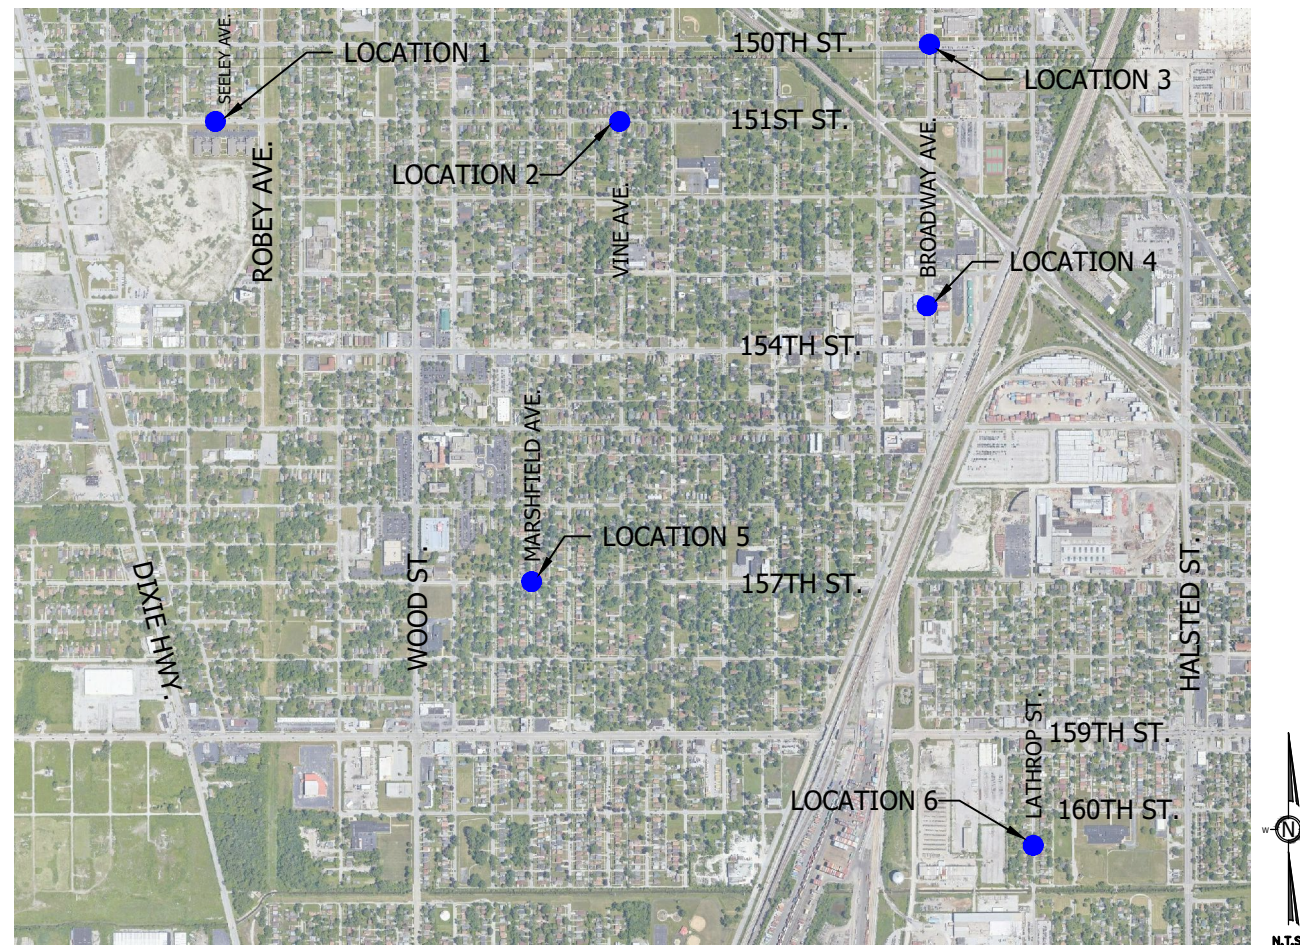 SEELEY AVE.
LOCATION 1
150TH ST.
LOCATION 3
151ST ST.
ROBEY AVE.
LOCATION 2
VINE AVE.
BROADWAY AVE.
LOCATION 4
154TH ST.
MARSHFIELD AVE.
LOCATION 5
157TH ST.
DIXIE HWY.
WOOD ST.
HALSTED ST.
LATHROP ST.
159TH ST.
LOCATION 6
160TH ST.
W
N
N.T.S